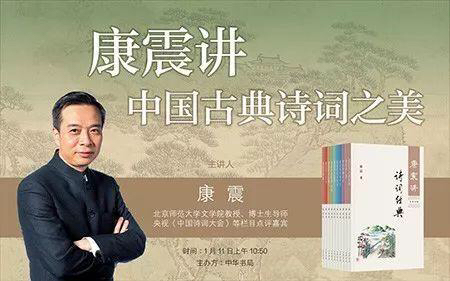 康震讲
中国古典诗词之美
主讲人
康 震
北京师范大学文学院教授、博士生导师
央视《中国诗词大会》等栏目点评嘉宾
时间：1月11日上午10:50
主办方：中华书局
康震讲
诗词经典